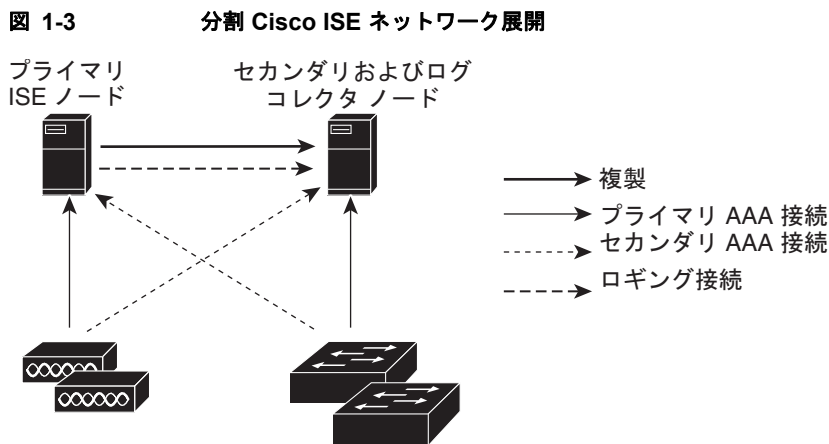 図 1-3 分割 Cisco ISE ネットワーク展開
プライマリ
ISE ノード
セカンダリおよびログ
コレクタ ノード
複製
プライマリ AAA 接続
セカンダリ AAA 接続
ロギング接続